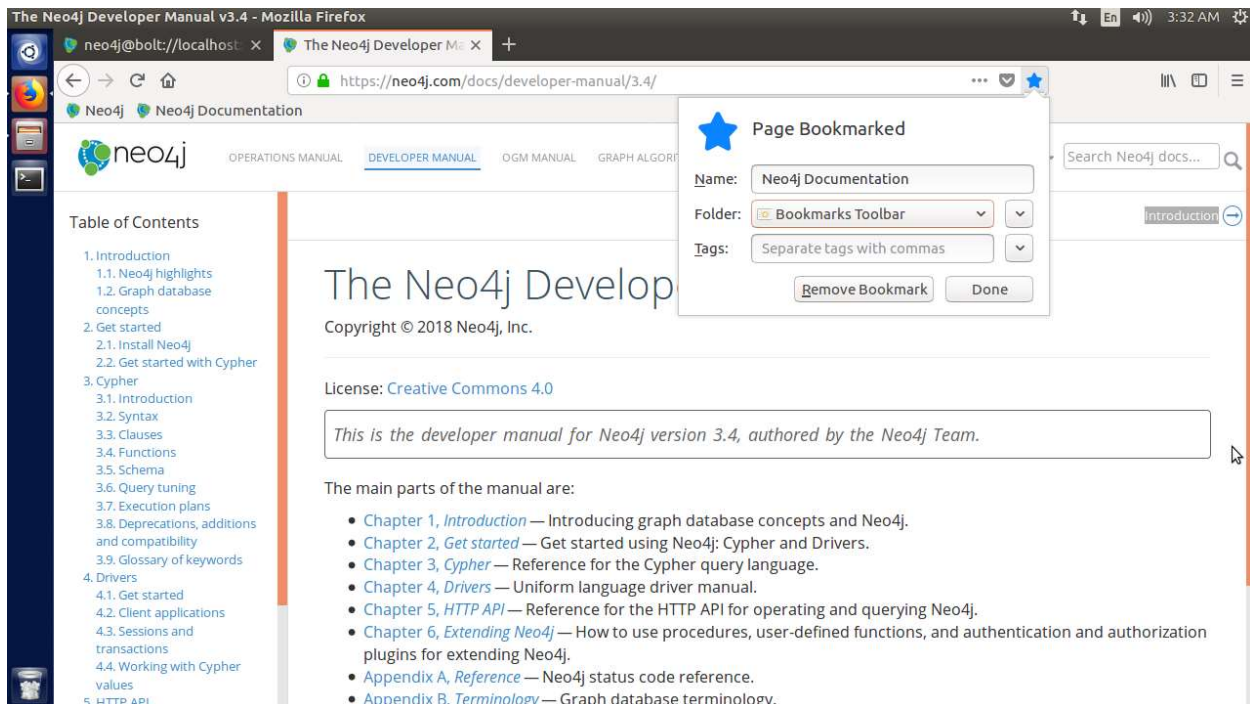 The Neo4j Developer Manual v3.4 - Mozilla Firefox
En
3:32 AM
neo4j@bolt://localhost:
The Neo4j Developer Ma
https://neo4j.com/docs/developer-manual/3.4/
Neo4j
Neo4j Documentation
neo4j
OPERATIONS MANUAL
DEVELOPER MANUAL
OGM MANUAL
GRAPH ALGORI
Search Neo4j docs...
Page Bookmarked
Name:
Neo4j Documentation
Folder:
Bookmarks Toolbar
Tags:
Separate tags with commas
Remove Bookmark
Done
Introduction
Table of Contents
1. Introduction
1.1. Neo4j highlights
1.2. Graph database
concepts
2. Get started
2.1. Install Neo4j
2.2. Get started with Cypher
3. Cypher
3.1. Introduction
3.2. Syntax
3.3. Clauses
3.4. Functions
3.5. Schema
3.6. Query tuning
3.7. Execution plans
3.8. Deprecations, additions
and compatibility
3.9. Glossary of keywords
4. Drivers
4.1. Get started
4.2. Client applications
4.3. Sessions and
transactions
4.4. Working with Cypher
values
5. HTTP API
The Neo4j Develop
Copyright © 2018 Neo4j, Inc.
License: Creative Commons 4.0
This is the developer manual for Neo4j version 3.4, authored by the Neo4j Team.
The main parts of the manual are:
• Chapter 1, Introduction — Introducing graph database concepts and Neo4j.
• Chapter 2, Get started — Get started using Neo4j: Cypher and Drivers.
• Chapter 3, Cypher — Reference for the Cypher query language.
• Chapter 4, Drivers — Uniform language driver manual.
• Chapter 5, HTTP API — Reference for the HTTP API for operating and querying Neo4j.
• Chapter 6, Extending Neo4j — How to use procedures, user-defined functions, and authentication and authorization
plugins for extending Neo4j.
• Appendix A, Reference — Neo4j status code reference.
• Appendix B, Terminology — Graph database terminology.